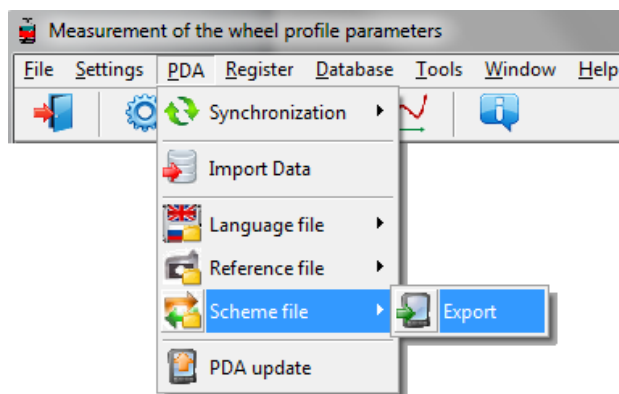 Measurement of the wheel profile parameters
File Settings PDA Register Database Tools Window Help
Synchronization
Import Data
Language file
Reference file
Scheme file Export
PDA update